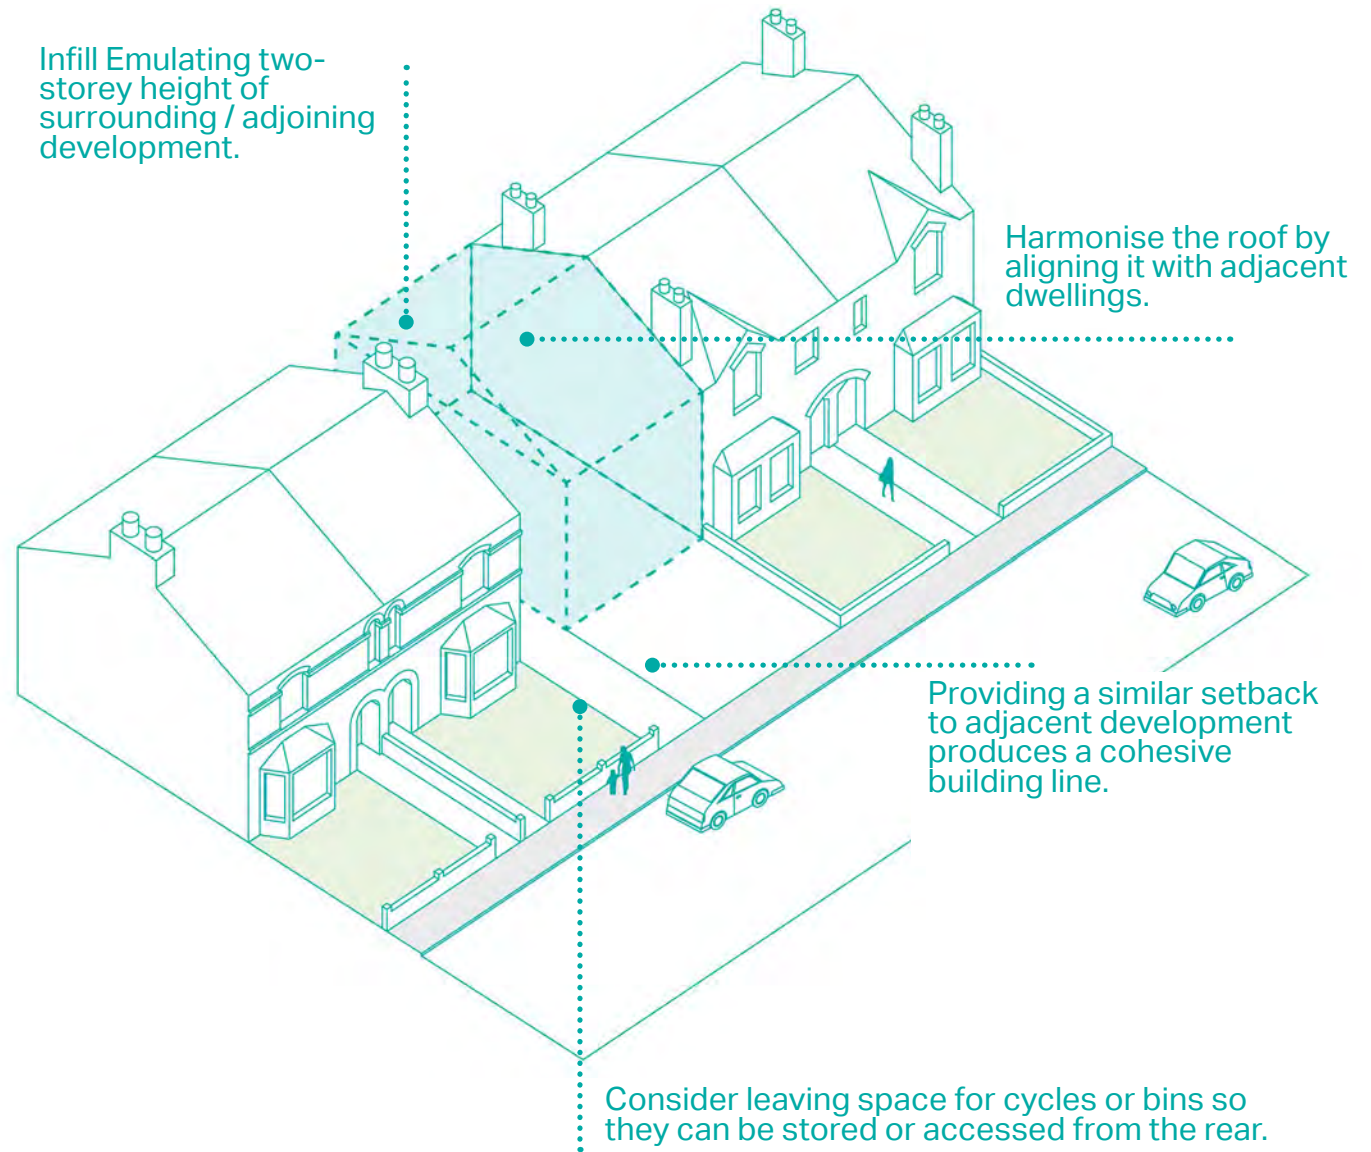 Infill Emulating two-
storey height of
surrounding / adjoining
development.
Harmonise the roof by
aligning it with adjacent
dwellings.
Providing a similar setback
to adjacent development
produces a cohesive
building line.
Consider leaving space for cycles or bins so
they can be stored or accessed from the rear.